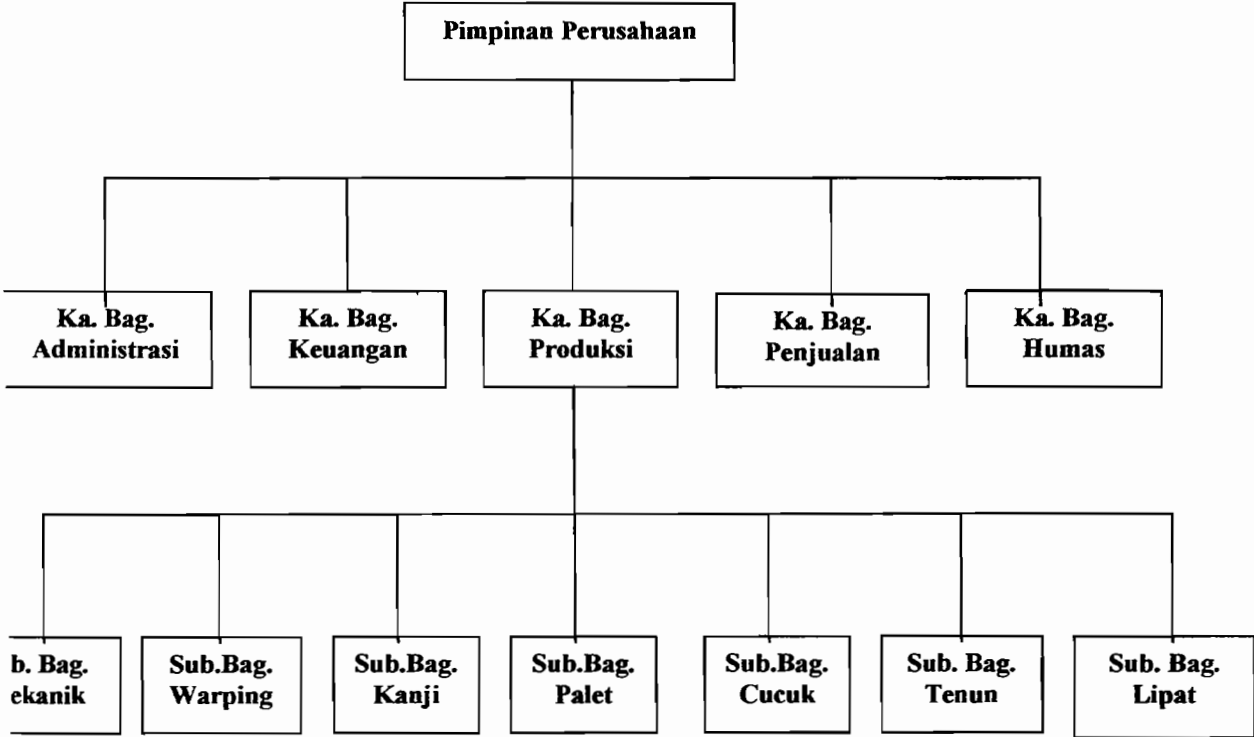 Pimpinan Perusahaan
Ka. Bag.
Administrasi
Ka. Bag.
Keuangan
Ka. Bag.
Produksi
Ka. Bag.
Penjualan
Ka. Bag.
Humas
b. Bag.
ekanik
Sub.Bag.
Warping
Sub.Bag.
Kanji
Sub.Bag.
Palet
Sub.Bag.
Cucuk
Sub. Bag.
Tenun
Sub. Bag.
Lipat